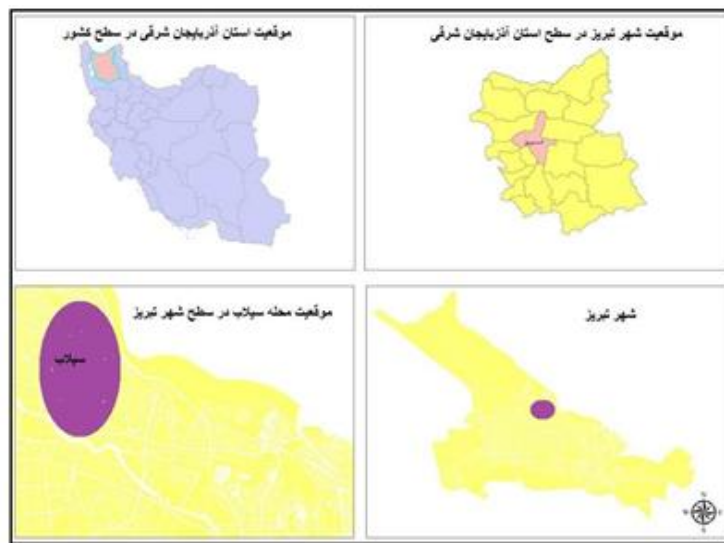 موقعیت استان آذربایجان شرقی در سطح کشور
موقعیت شهر تبریز در سطح استان آذربایجان شرقی
تبریز
موقعیت محله سیلاب در سطح شهر تبریز
سیلاب
شهر تبریز